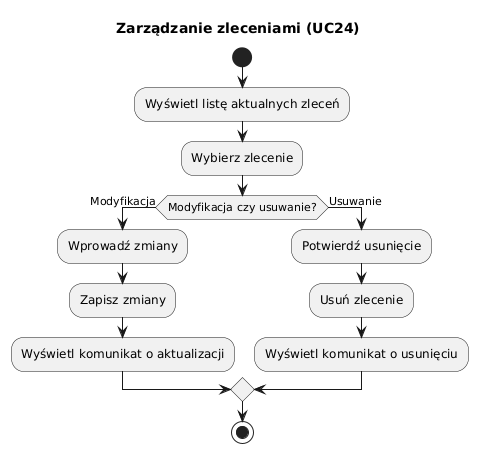 Zarządzanie zleceniami (UC24)
Wyświetl listę aktualnych zleceń
Wybierz zlecenie
Modyfikacja
Modyfikacja czy usuwanie?
Usuwanie
Wprowadź zmiany
Potwierdź usunięcie
Zapisz zmiany
Usuń zlecenie
Wyświetl komunikat o aktualizacji
Wyświetl komunikat o usunięciu